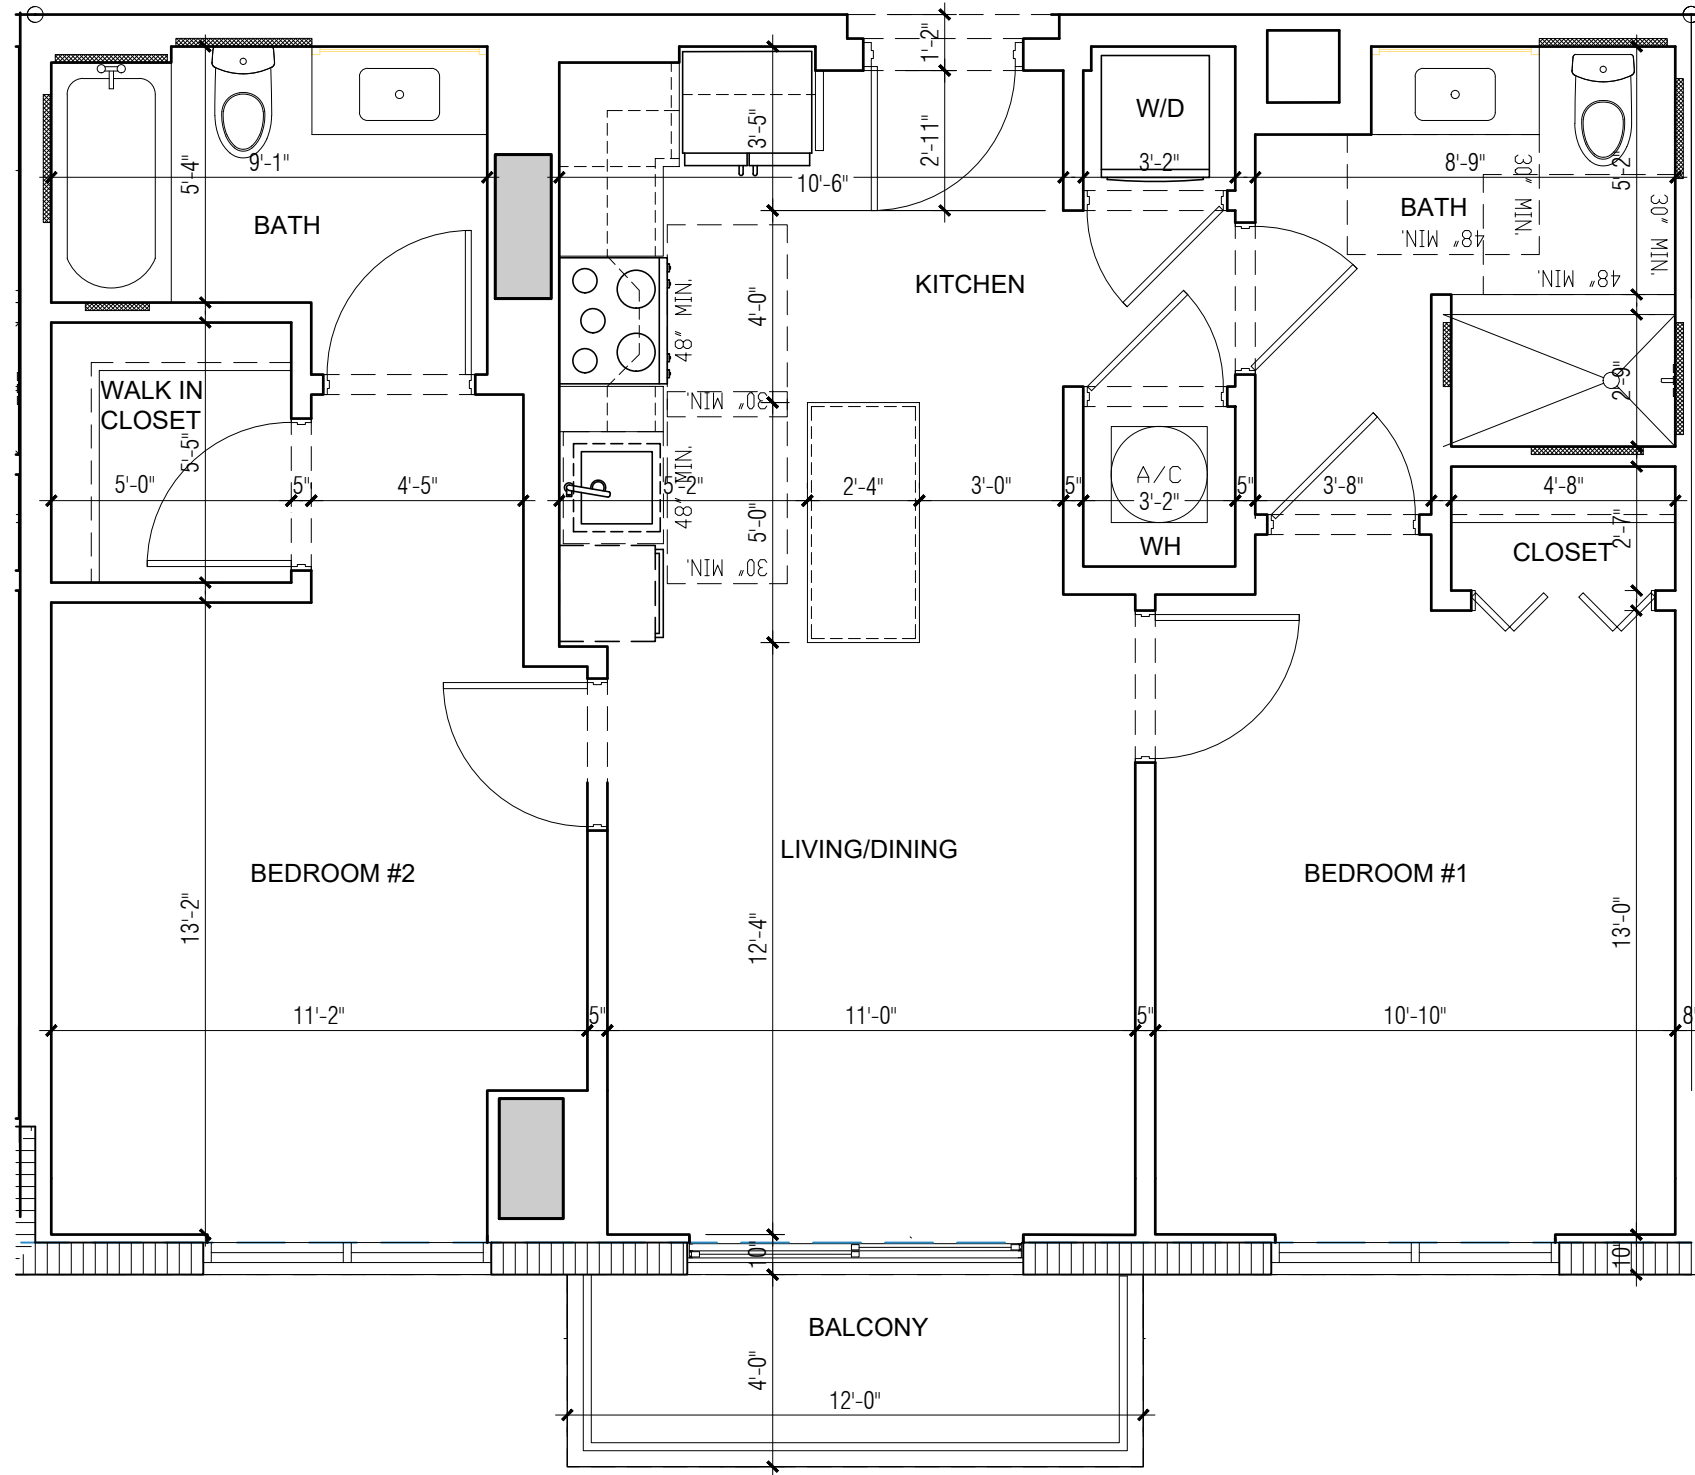 1'-2"
W/D
3'-5"
2'-11"
5'-4"
9'-1"
10'-6"
3'-2"
8'-9"
30" MIN.
5'-2"
BATH
BATH
48" MIN.
30" MIN.
KITCHEN
48" MIN.
48" MIN.
4'-0"
WALK IN
CLOSET
30" MIN.
2'-9"
5'-5"
5'-0"
5"
4'-5"
48" MIN.
5'-2"
2'-4"
3'-0"
5"
A/C
3'-2"
5"
3'-8"
4'-8"
5'-0"
WH
2'-7"
CLOSET
30" MIN.
LIVING/DINING
BEDROOM #2
BEDROOM #1
13'-2"
12'-4"
13'-0"
11'-2"
5"
11'-0"
5"
10'-10"
10"
10"
BALCONY
4'-0"
12'-0"